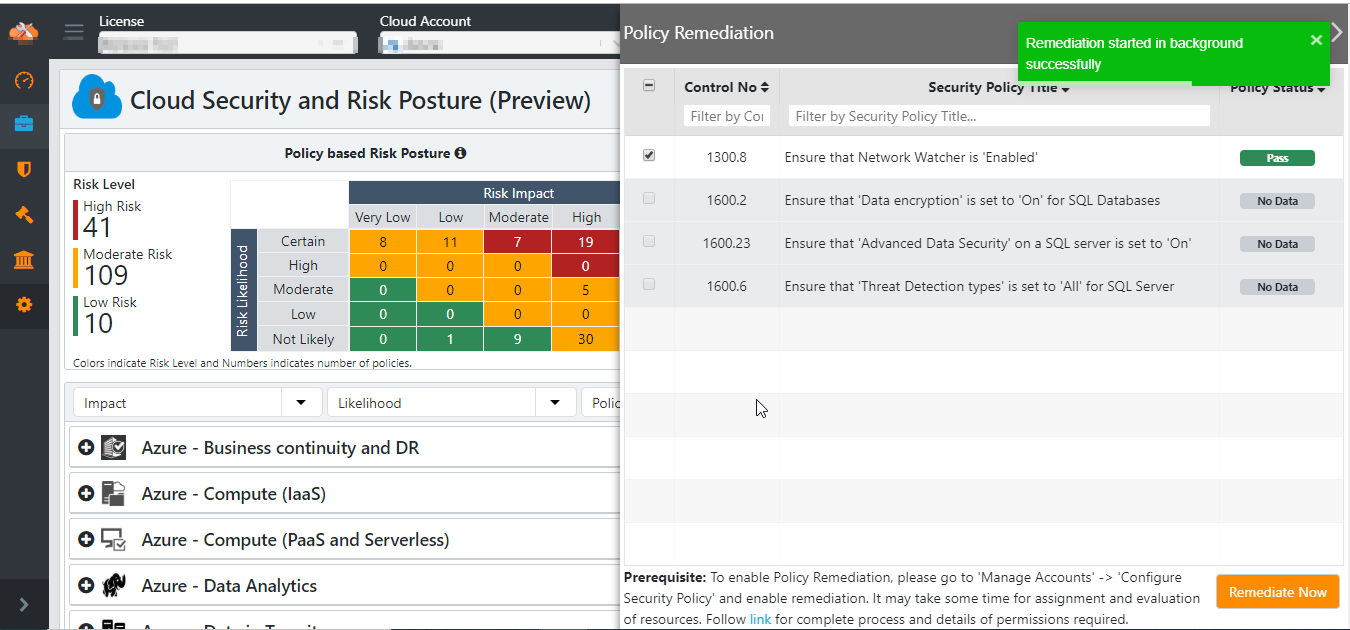 License
Cloud Account
Policy Remediation
Remediation started in background
successfully
Cloud Security and Risk Posture (Preview)
Policy based Risk Posture
Risk Level
High Risk
41
Moderate Risk
109
Low Risk
10
Risk Impact
Very Low Low Moderate High
Risk Likelihood
Certain 8 11 7 19
High 0 0 0 0
Moderate 0 0 0 5
Low 0 0 0 0
Not Likely 0 1 9 30
Colors indicate Risk Level and Numbers indicates number of policies.
Impact Likelihood
Azure - Business continuity and DR
Azure - Compute (IaaS)
Azure - Compute (PaaS and Serverless)
Azure - Data Analytics
Control No Security Policy Title Policy Status
Filter by Cor Filter by Security Policy Title...
1300.8 Ensure that Network Watcher is 'Enabled' Pass
1600.2 Ensure that 'Data encryption' is set to 'On' for SQL Databases No Data
1600.23 Ensure that 'Advanced Data Security' on a SQL server is set to 'On' No Data
1600.6 Ensure that 'Threat Detection types' is set to 'All' for SQL Server No Data
Prerequisite: To enable Policy Remediation, please go to 'Manage Accounts' -> 'Configure
Security Policy' and enable remediation. It may take some time for assignment and evaluation
of resources. Follow link for complete process and details of permissions required.
Remediate Now